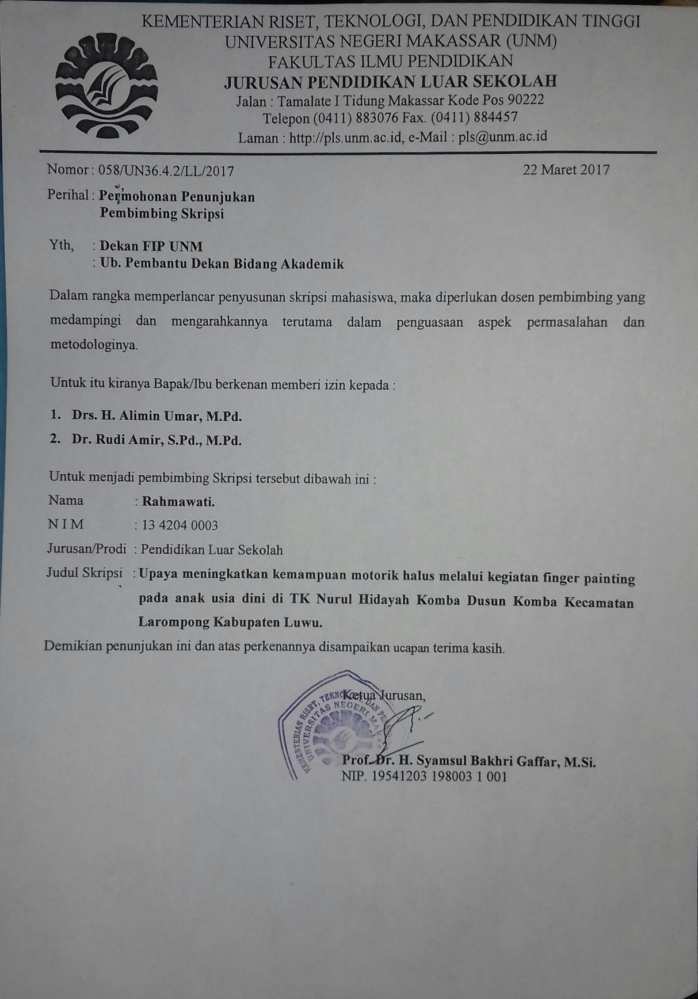 KEMENTERIAN RISET, TEKNOLOGI, DAN PENDIDIKAN TINGGI
UNIVERSITAS NEGERI MAKASSAR (UNM)
FAKULTAS ILMU PENDIDIKAN
JURUSAN PENDIDIKAN LUAR SEKOLAH
Jalan : Tamalate I Tidung Makassar Kode Pos 90222
Telepon (0411) 883076 Fax. (0411) 884457
Laman : http://pls.unm.ac.id, e-Mail : pls@unm.ac.id
Nomor : 058/UN36.4.2/LL/2017 22 Maret 2017
Perihal : Permohonan Penunjukan
Pembimbing Skripsi
Yth, : Dekan FIP UNM
: Ub. Pembantu Dekan Bidang Akademik
Dalam rangka memperlancar penyusunan skripsi mahasiswa, maka diperlukan dosen pembimbing yang
medampingi dan mengarahkannya terutama dalam penguasaan aspek permasalahan dan
metodologinya.
Untuk itu kiranya Bapak/Ibu berkenan memberi izin kepada :
1. Drs. H. Alimin Umar, M.Pd.
2. Dr. Rudi Amir, S.Pd., M.Pd.
Untuk menjadi pembimbing Skripsi tersebut dibawah ini :
Nama : Rahmawati.
N I M : 13 4204 0003
Jurusan/Prodi : Pendidikan Luar Sekolah
Judul Skripsi : Upaya meningkatkan kemampuan motorik halus melalui kegiatan finger painting
pada anak usia dini di TK Nurul Hidayah Komba Dusun Komba Kecamatan
Larompong Kabupaten Luwu.
Demikian penunjukan ini dan atas perkenannya disampaikan ucapan terima kasih.
Ketua Jurusan,
KEMENTERIAN RISET, TEKNOLOGI, DAN
UNIVERSITAS NEGERI
Prof. Dr. H. Syamsul Bakhri Gaffar, M.Si.
NIP. 19541203 198003 1 001